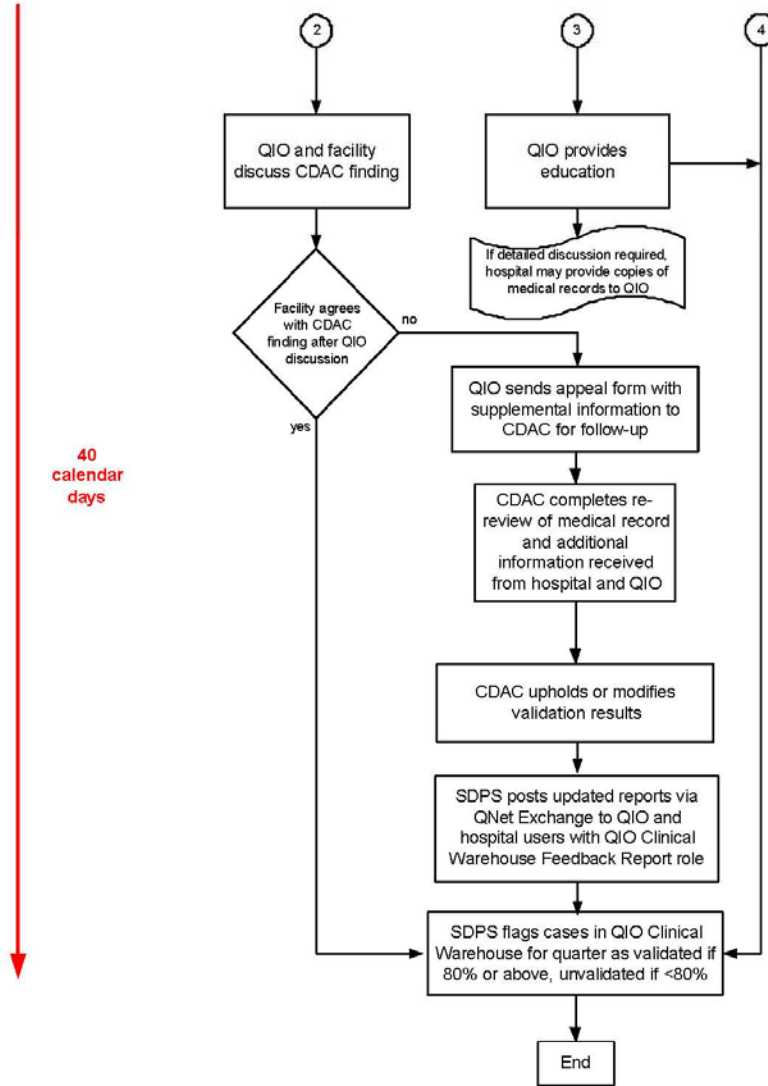 2
3
4
QIO and facility
discuss CDAC finding
QIO provides
education
If detailed discussion required,
hospital may provide copies of
medical records to QIO
Facility agrees
with CDAC
finding after QIO
discussion
no
yes
QIO sends appeal form with
supplemental information to
CDAC for follow-up
40
calendar
days
CDAC completes re-
review of medical record
and additional
information received
from hospital and QIO
CDAC upholds or modifies
validation results
SDPS posts updated reports via
QNet Exchange to QIO and
hospital users with QIO Clinical
Warehouse Feedback Report role
SDPS flags cases in QIO Clinical
Warehouse for quarter as validated if
80% or above, unvalidated if <80%
End